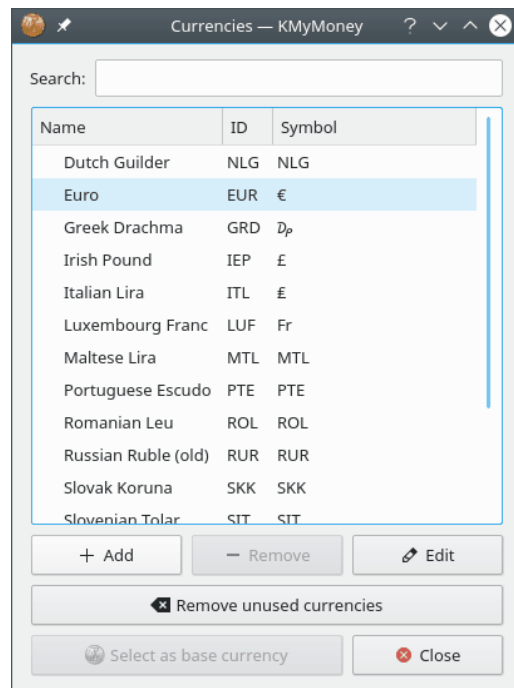 Currencies — KMyMoney
Search:
Name ID Symbol
Dutch Guilder NLG NLG
Euro EUR €
Greek Drachma GRD ₯
Irish Pound IEP £
Italian Lira ITL ₤
Luxembourg Franc LUF Fr
Maltese Lira MTL MTL
Portuguese Escudo PTE PTE
Romanian Leu ROL ROL
Russian Ruble (old) RUR RUR
Slovak Koruna SKK SKK
Slovenian Tolar SIT SIT
+ Add − Remove Edit
Remove unused currencies
Select as base currency Close